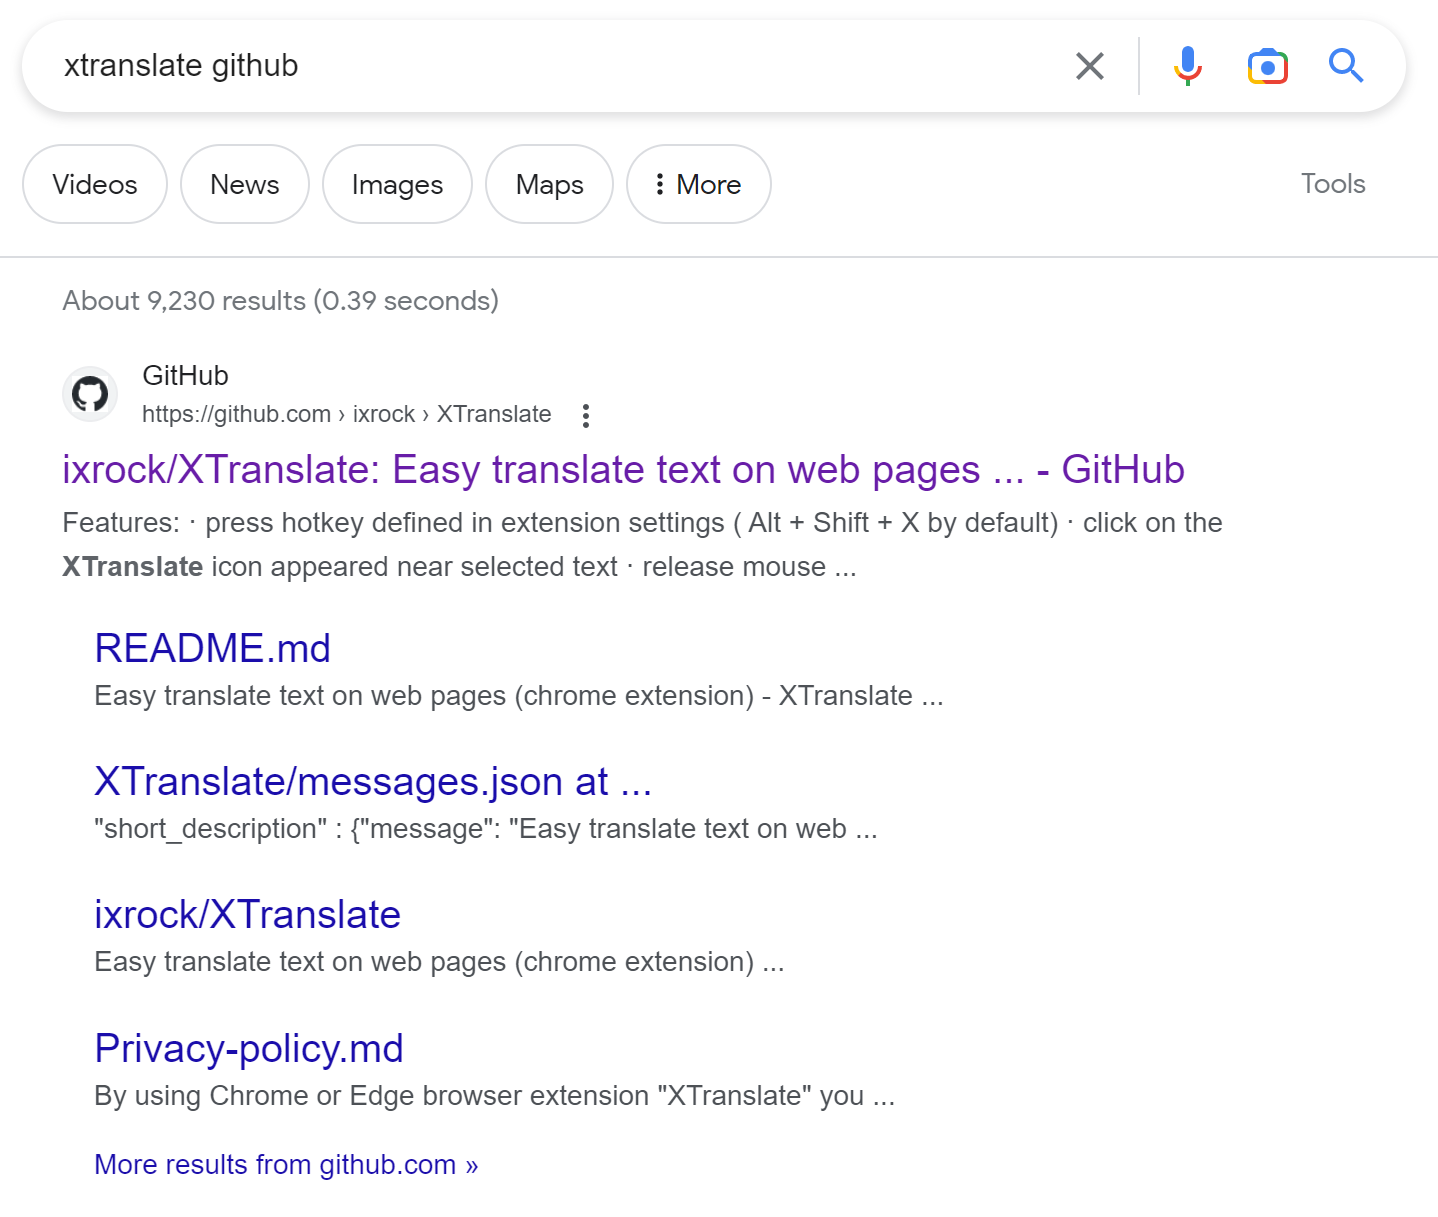 xtranslate github
Videos
News
Images
Maps
More
Tools
About 9,230 results (0.39 seconds)
GitHub
https://github.com › ixrock › XTranslate
ixrock/XTranslate: Easy translate text on web pages ... - GitHub
Features: · press hotkey defined in extension settings ( Alt + Shift + X by default) · click on the
XTranslate icon appeared near selected text · release mouse ...
README.md
Easy translate text on web pages (chrome extension) - XTranslate ...
XTranslate/messages.json at ...
"short_description" : {"message": "Easy translate text on web ...
ixrock/XTranslate
Easy translate text on web pages (chrome extension) ...
Privacy-policy.md
By using Chrome or Edge browser extension "XTranslate" you ...
More results from github.com »